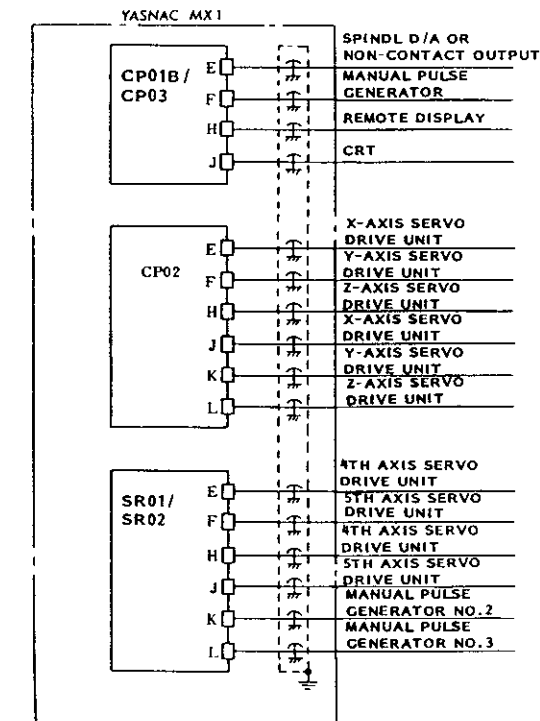 YASNAC MX1
CP01B/
CP03
E
F
H
J
SPINDL D/A OR
NON-CONTACT OUTPUT
MANUAL PULSE
GENERATOR
REMOTE DISPLAY
CRT
CP02
E
F
H
J
K
L
X-AXIS SERVO
DRIVE UNIT
Y-AXIS SERVO
DRIVE UNIT
Z-AXIS SERVO
DRIVE UNIT
X-AXIS SERVO
DRIVE UNIT
Y-AXIS SERVO
DRIVE UNIT
Z-AXIS SERVO
DRIVE UNIT
SR01/
SR02
E
F
H
J
K
L
4TH AXIS SERVO
DRIVE UNIT
5TH AXIS SERVO
DRIVE UNIT
4TH AXIS SERVO
DRIVE UNIT
5TH AXIS SERVO
DRIVE UNIT
MANUAL PULSE
GENERATOR NO.2
MANUAL PULSE
GENERATOR NO.3